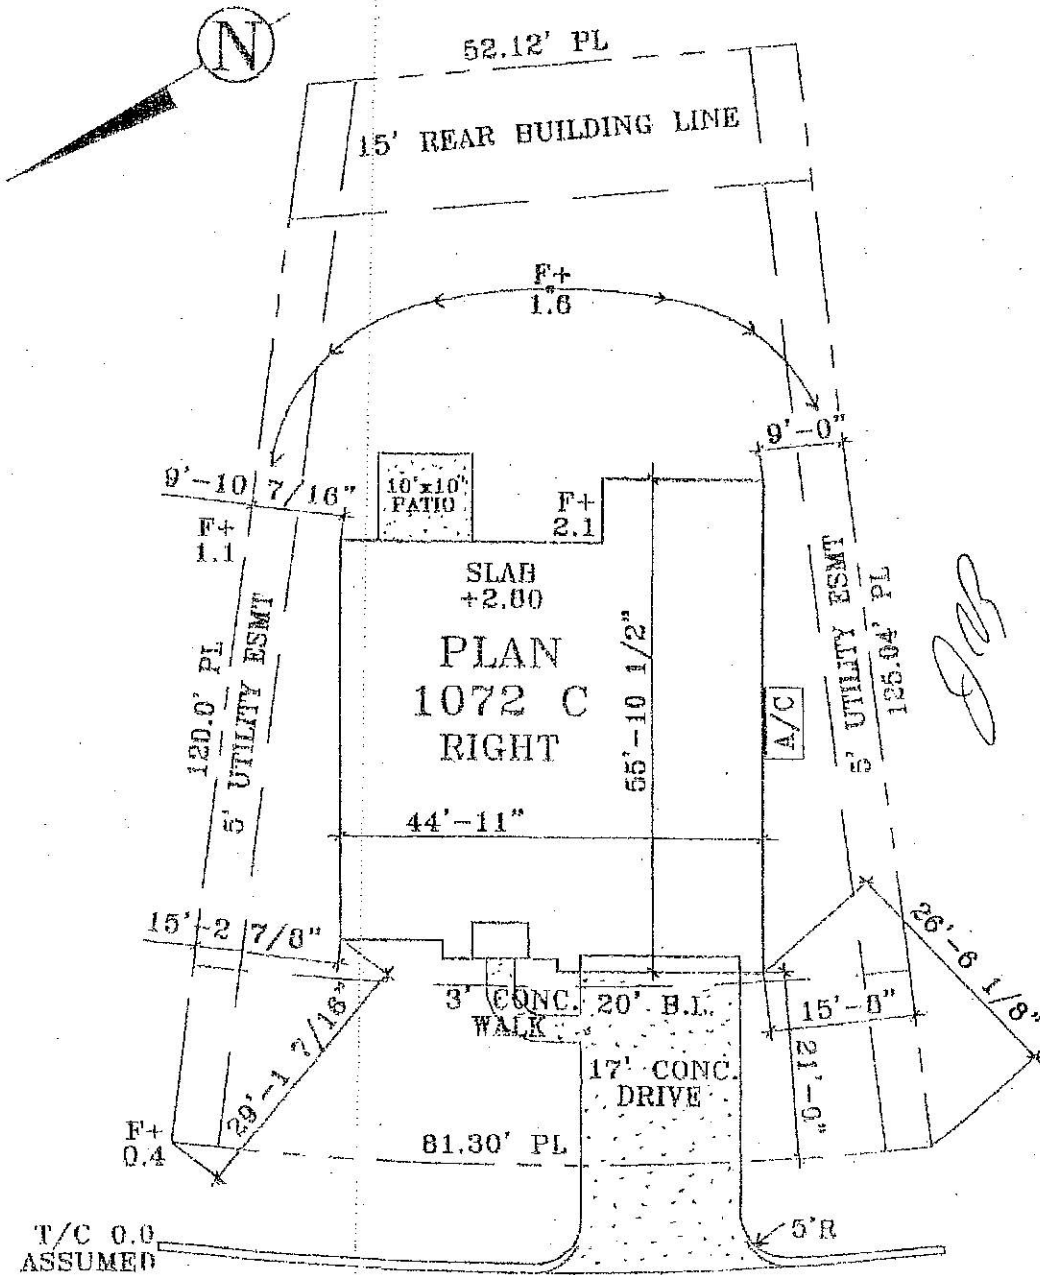 N
52.12' PL
15' REAR BUILDING LINE
F+
1.6
9'-0"
9'-10 7/16"
10'x10'
PATIO
F+
2.1
F+
1.1
SLAB
+2.80
PLAN
1072 C
RIGHT
55'-10 1/2"
A/C
5' UTILITY ESMT
125.04' PL
120.0' PL
5' UTILITY ESMT
44'-11"
15'-2 7/8"
26'-6 1/8"
3' CONC.
WALK
20' B.L.
15'-8"
29'-1 7/16"
17' CONC.
DRIVE
21'-0"
F+
0.4
81.30' PL
T/C 0.0
ASSUMED
5'R